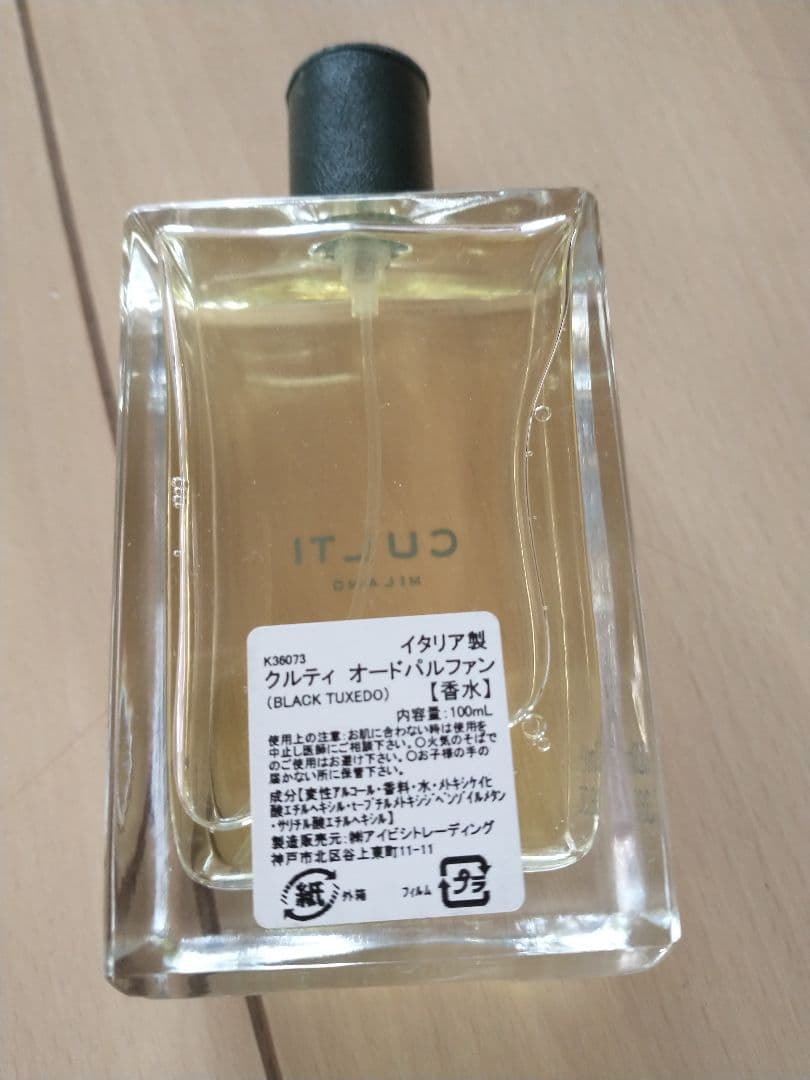 CULTI
MILANO
イタリア製
K36073
クルティ オードパルファン
(BLACK TUXEDO) 【香水】
内容量:100mL
使用上の注意:お肌に合わない時は使用を
中止し医師にご相談下さい。〇火気のそばで
のご使用はお避け下さい。〇お子様の手の
届かない所に保管下さい。
成分【変性アルコール・香料・水・メトキシケイヒ
酸エチルヘキシル・t-ブチルメトキシジベンゾイルメタン
・サリチル酸エチルヘキシル】
製造販売元:㈱アイビシトレーディング
神戸市北区谷上東町11-11
紙 外箱 フィルム プラ